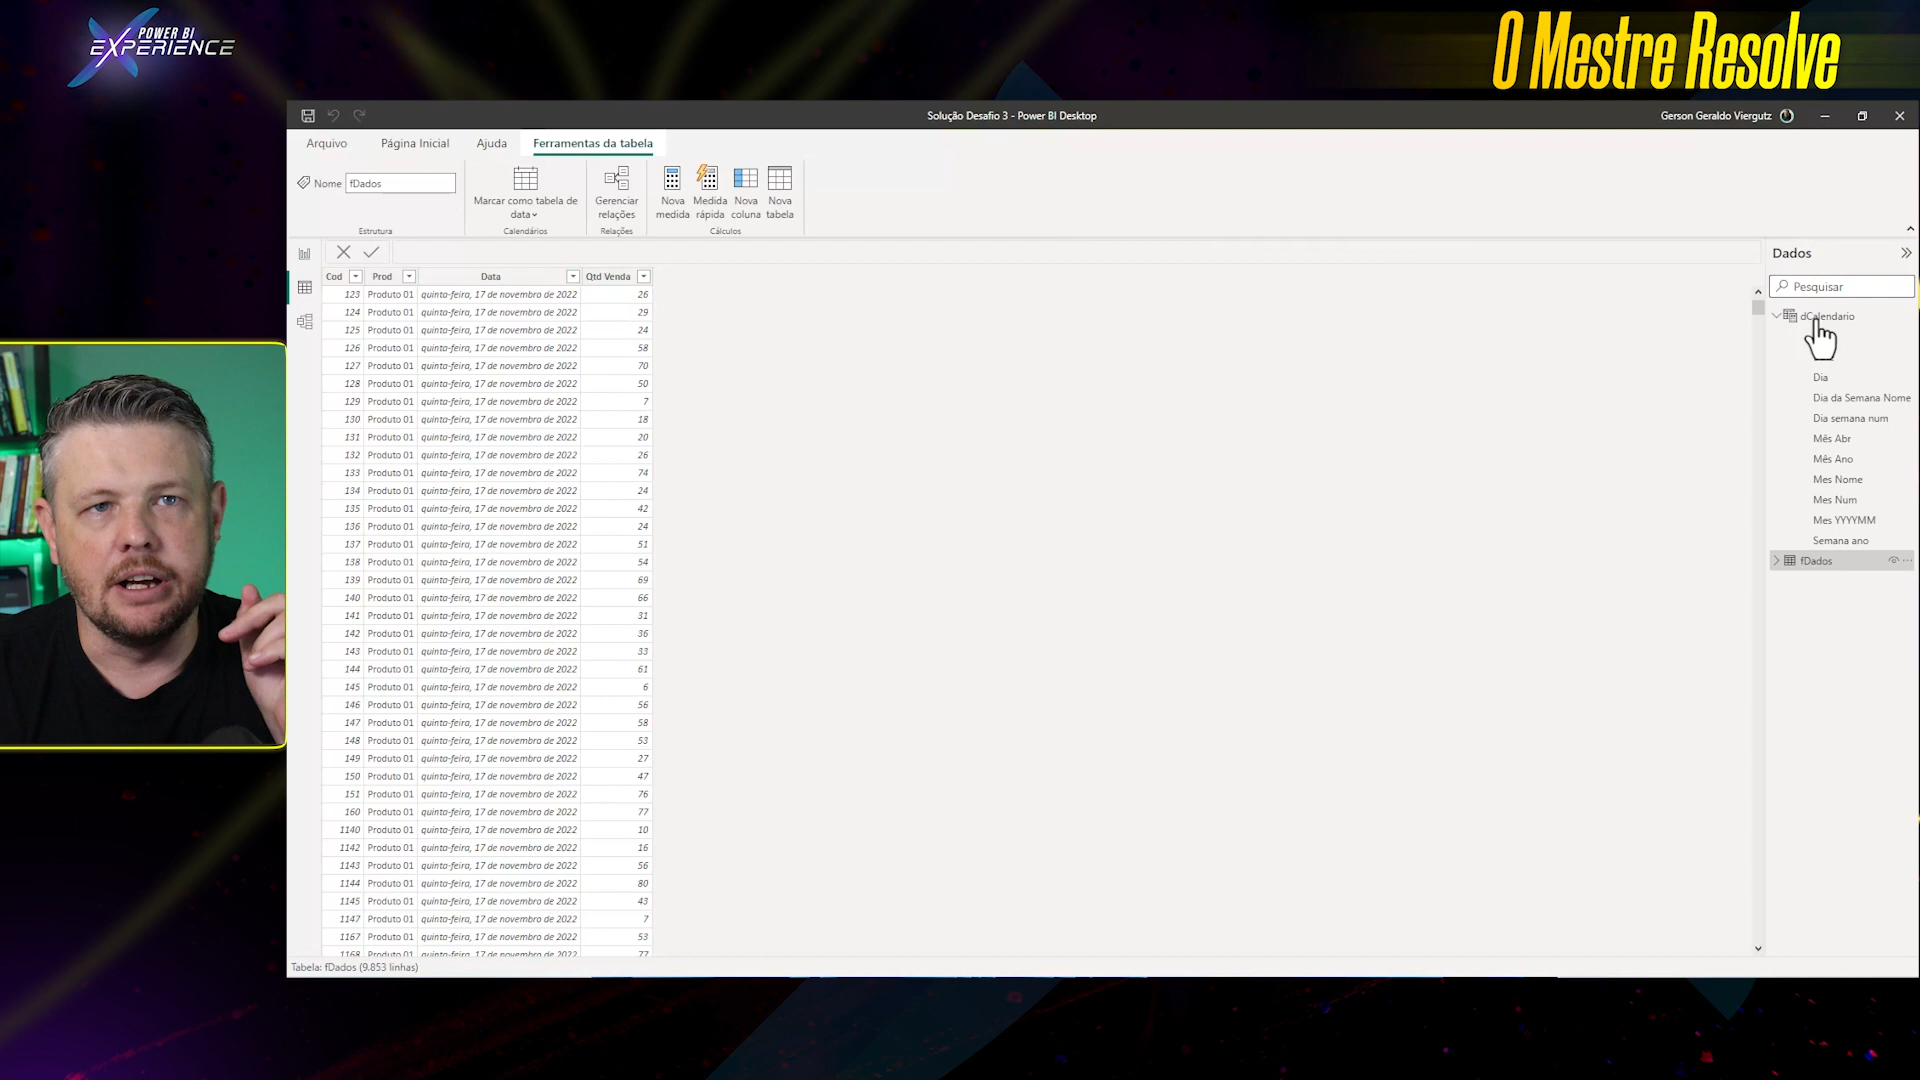 POWER BI
EXPERIENCE
O Mestre Resolve
Solução Desafio 3 - Power BI Desktop
Gerson Geraldo Viergutz
Arquivo
Página Inicial
Ajuda
Ferramentas da tabela
Nome
fDados
Marcar como tabela de data
Gerenciar relações
Nova medida
Medida rápida
Nova coluna
Nova tabela
Estrutura
Calendários
Relações
Cálculos
Cod Prod Data Qtd Venda
123 Produto 01 quinta-feira, 17 de novembro de 2022 26
124 Produto 01 quinta-feira, 17 de novembro de 2022 29
125 Produto 01 quinta-feira, 17 de novembro de 2022 24
126 Produto 01 quinta-feira, 17 de novembro de 2022 58
127 Produto 01 quinta-feira, 17 de novembro de 2022 70
128 Produto 01 quinta-feira, 17 de novembro de 2022 50
129 Produto 01 quinta-feira, 17 de novembro de 2022 7
130 Produto 01 quinta-feira, 17 de novembro de 2022 18
131 Produto 01 quinta-feira, 17 de novembro de 2022 20
132 Produto 01 quinta-feira, 17 de novembro de 2022 26
133 Produto 01 quinta-feira, 17 de novembro de 2022 74
134 Produto 01 quinta-feira, 17 de novembro de 2022 24
135 Produto 01 quinta-feira, 17 de novembro de 2022 42
136 Produto 01 quinta-feira, 17 de novembro de 2022 24
137 Produto 01 quinta-feira, 17 de novembro de 2022 51
138 Produto 01 quinta-feira, 17 de novembro de 2022 54
139 Produto 01 quinta-feira, 17 de novembro de 2022 69
140 Produto 01 quinta-feira, 17 de novembro de 2022 66
141 Produto 01 quinta-feira, 17 de novembro de 2022 31
142 Produto 01 quinta-feira, 17 de novembro de 2022 36
143 Produto 01 quinta-feira, 17 de novembro de 2022 33
144 Produto 01 quinta-feira, 17 de novembro de 2022 61
145 Produto 01 quinta-feira, 17 de novembro de 2022 6
146 Produto 01 quinta-feira, 17 de novembro de 2022 56
147 Produto 01 quinta-feira, 17 de novembro de 2022 58
148 Produto 01 quinta-feira, 17 de novembro de 2022 53
149 Produto 01 quinta-feira, 17 de novembro de 2022 27
150 Produto 01 quinta-feira, 17 de novembro de 2022 47
151 Produto 01 quinta-feira, 17 de novembro de 2022 76
160 Produto 01 quinta-feira, 17 de novembro de 2022 77
1140 Produto 01 quinta-feira, 17 de novembro de 2022 10
1142 Produto 01 quinta-feira, 17 de novembro de 2022 16
1143 Produto 01 quinta-feira, 17 de novembro de 2022 56
1144 Produto 01 quinta-feira, 17 de novembro de 2022 80
1145 Produto 01 quinta-feira, 17 de novembro de 2022 43
1147 Produto 01 quinta-feira, 17 de novembro de 2022 7
1167 Produto 01 quinta-feira, 17 de novembro de 2022 53
1168 Produto 01 quinta-feira, 17 de novembro de 2022 77
Tabela: fDados (9.853 linhas)
Dados
Pesquisar
dCalendario
Dia
Dia da Semana Nome
Dia semana num
Mês Abr
Mês Ano
Mes Nome
Mes Num
Mes YYYYMM
Semana ano
fDados